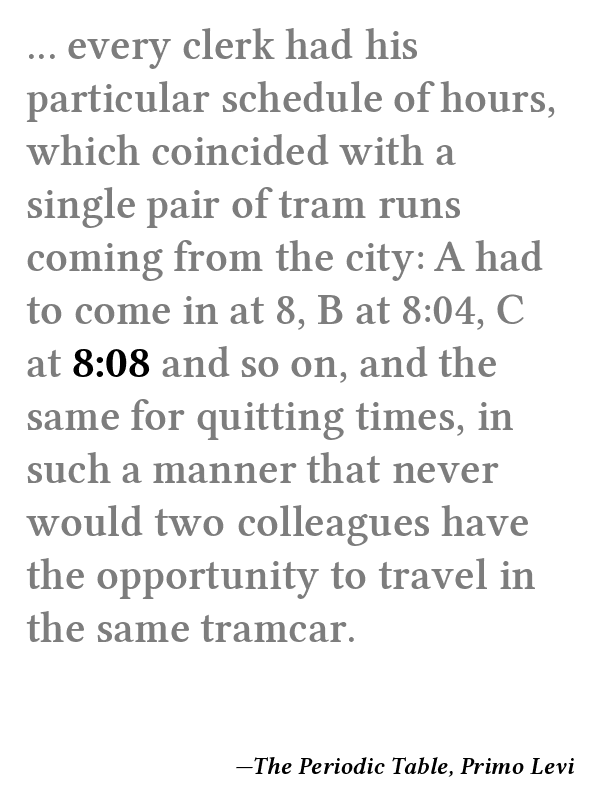 ... every clerk had his
particular schedule of hours,
which coincided with a
single pair of tram runs
coming from the city: A had
to come in at 8, B at 8:04, C
at 8:08 and so on, and the
same for quitting times, in
such a manner that never
would two colleagues have
the opportunity to travel in
the same tramcar.
—The Periodic Table, Primo Levi